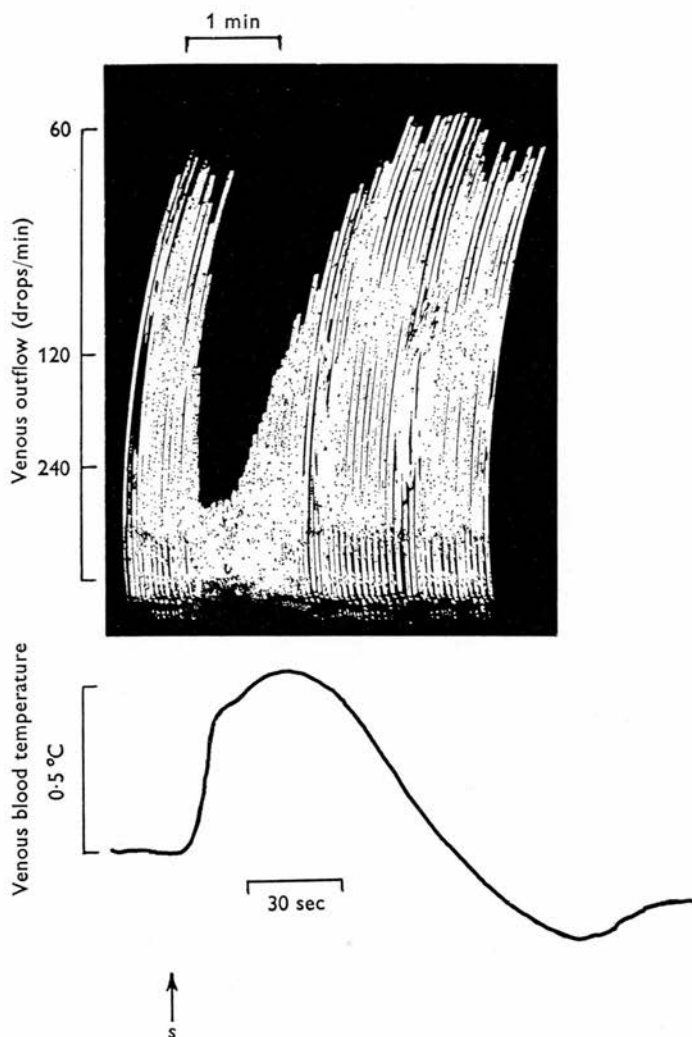 1 min
60
120
240
Venous outflow (drops/min)
Venous blood temperature
0·5 °C
30 sec
s